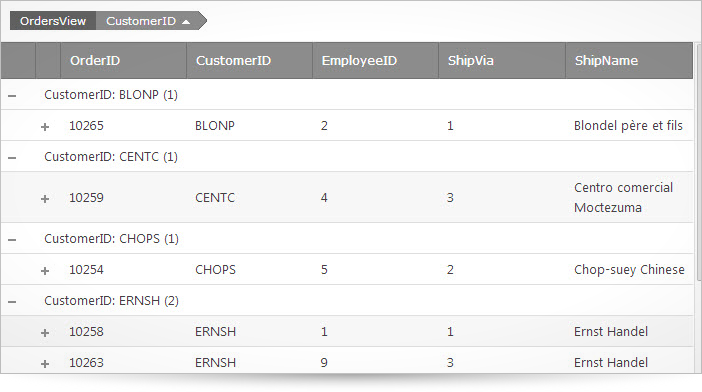 OrdersView CustomerID
OrderID CustomerID EmployeeID ShipVia ShipName
CustomerID: BLONP (1)
10265 BLONP 2 1 Blondel père et fils
CustomerID: CENTC (1)
10259 CENTC 4 3 Centro comercial
Moctezuma
CustomerID: CHOPS (1)
10254 CHOPS 5 2 Chop-suey Chinese
CustomerID: ERNSH (2)
10258 ERNSH 1 1 Ernst Handel
10263 ERNSH 9 3 Ernst Handel